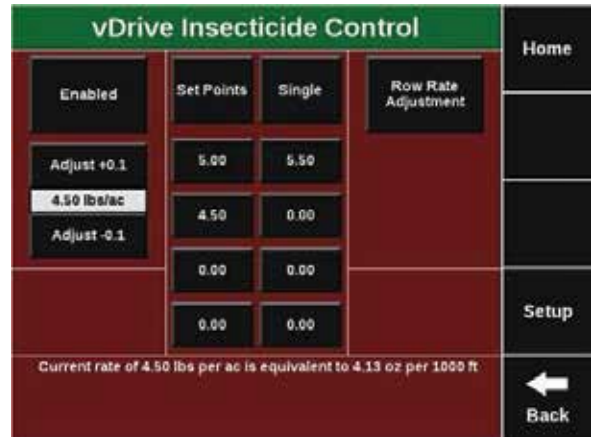 vDrive Insecticide Control
Home
Enabled
Set Points
Single
Row Rate
Adjustment
Adjust +0.1
5.00
5.50
4.50 lbs/ac
Adjust -0.1
4.50
0.00
0.00
0.00
0.00
0.00
Setup
Current rate of 4.50 lbs per ac is equivalent to 4.13 oz per 1000 ft
Back